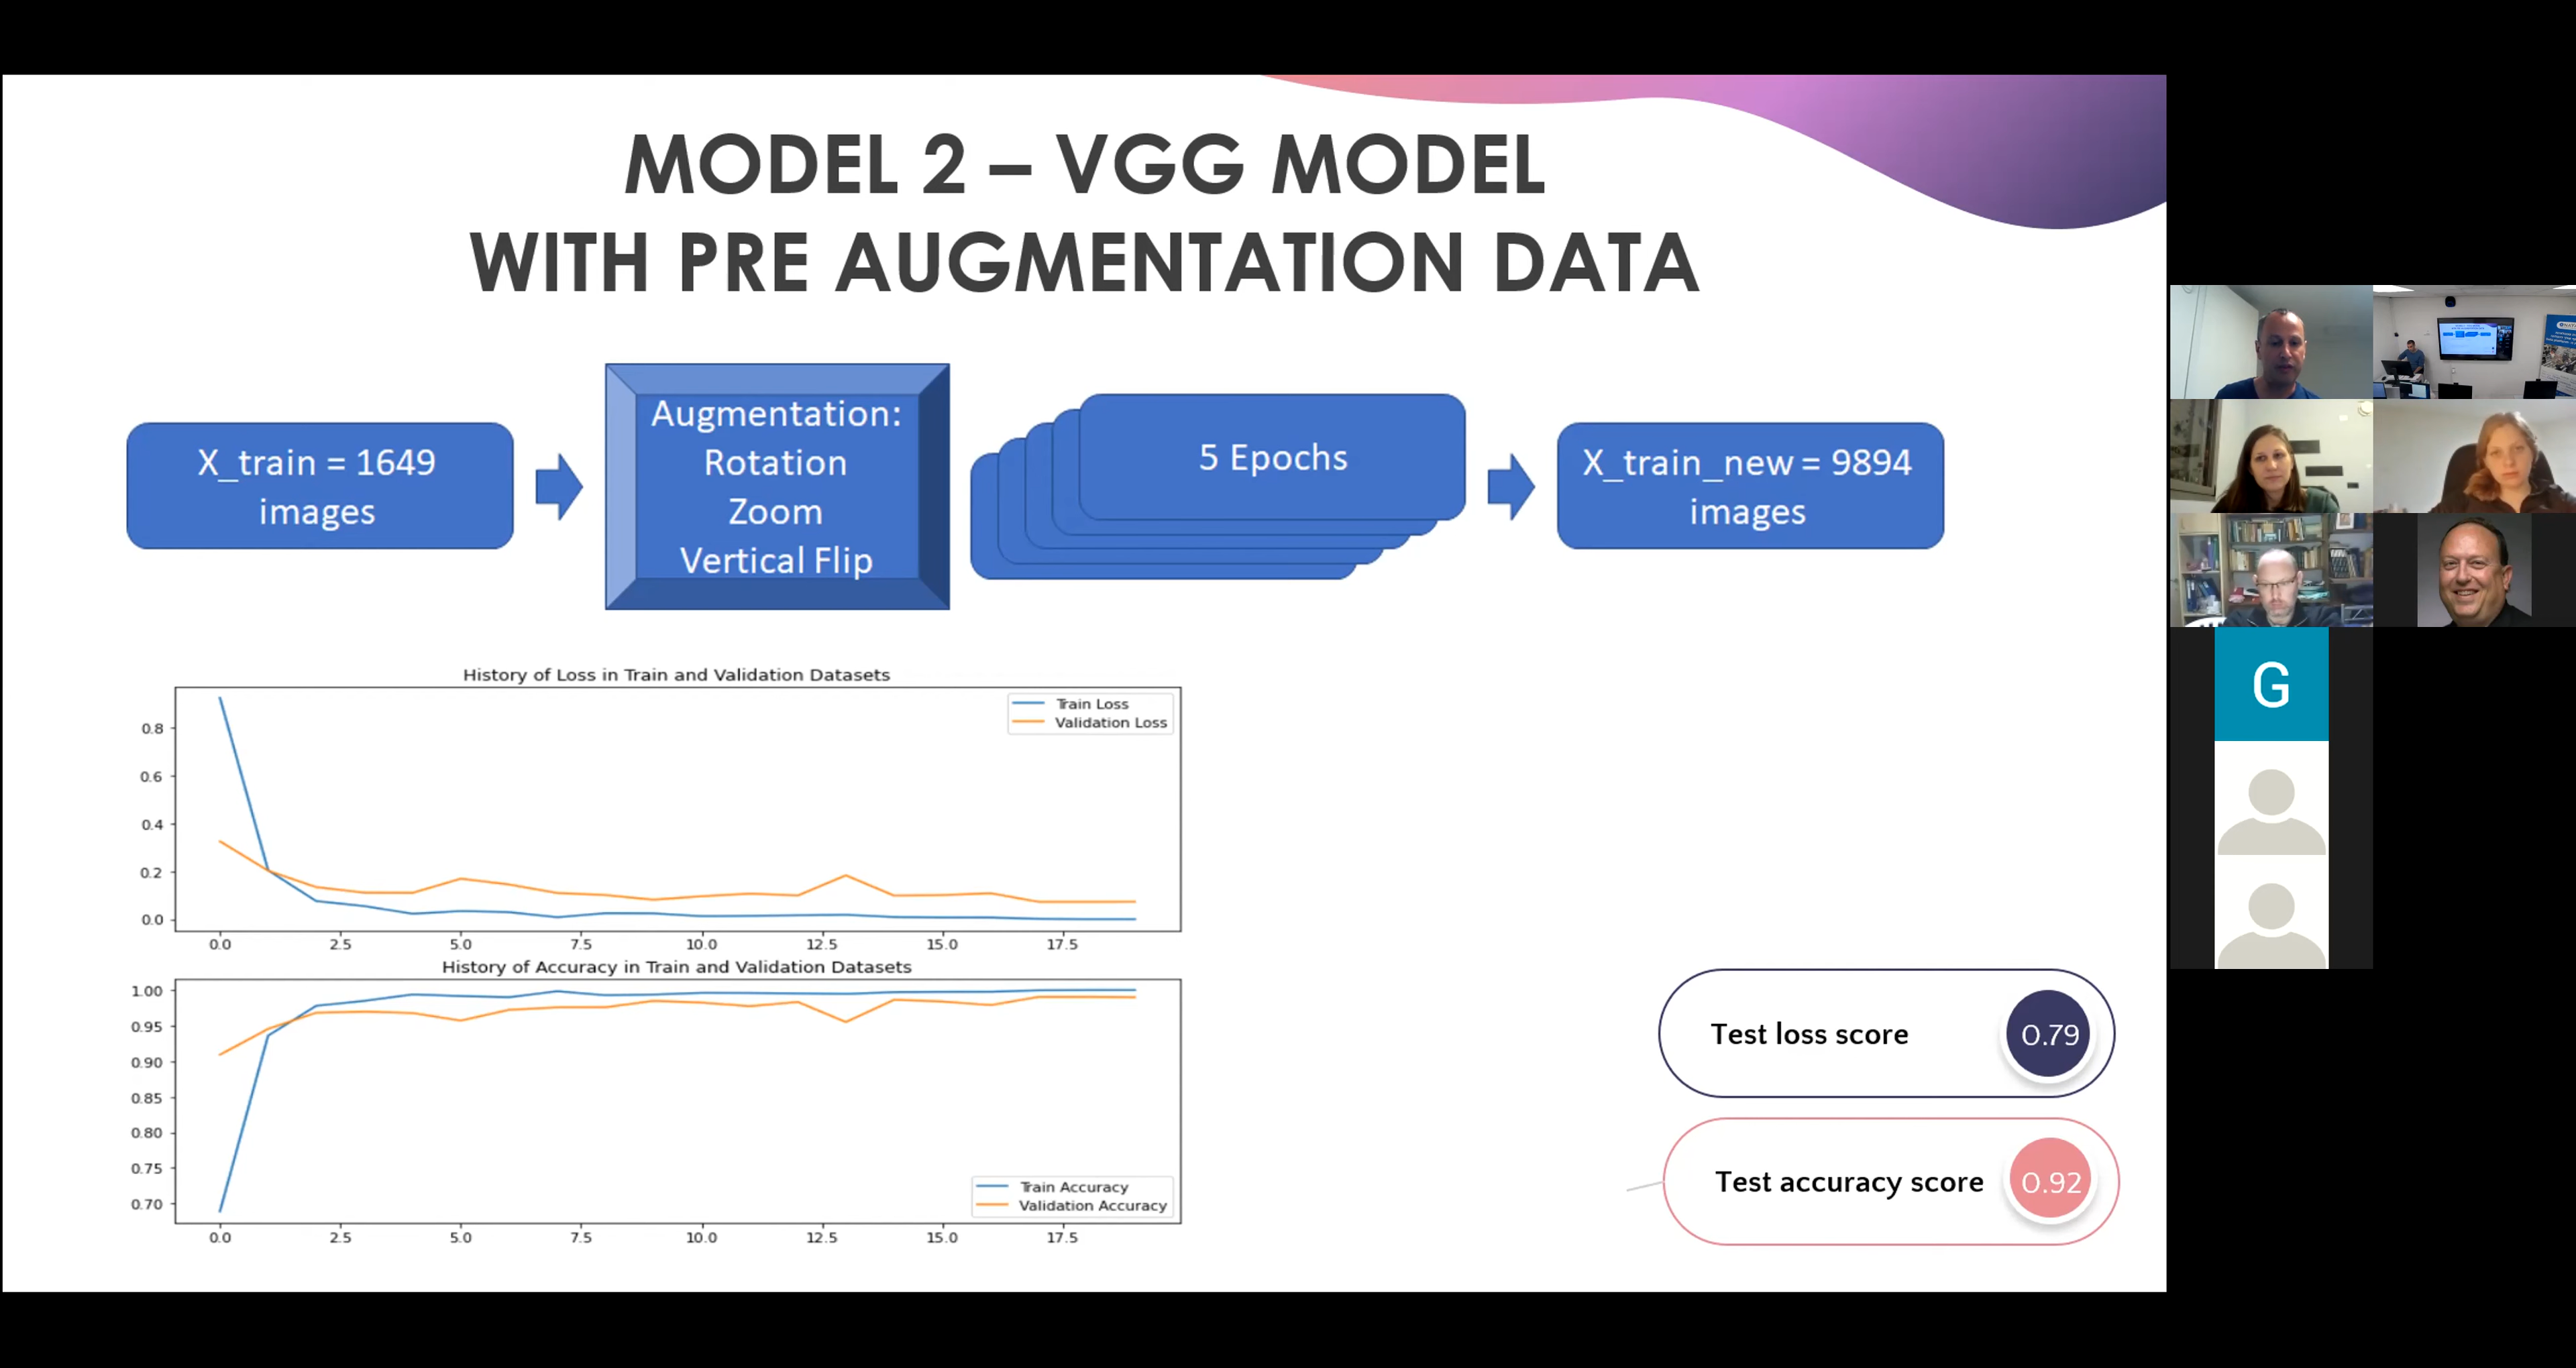 MODEL 2 – VGG MODEL
WITH PRE AUGMENTATION DATA
X_train = 1649
images
Augmentation:
Rotation
Zoom
Vertical Flip
5 Epochs
X_train_new = 9894
images
History of Loss in Train and Validation Datasets
Train Loss
Validation Loss
0.8
0.6
0.4
0.2
0.0
0.0 2.5 5.0 7.5 10.0 12.5 15.0 17.5
History of Accuracy in Train and Validation Datasets
1.00
0.95
0.90
0.85
0.80
0.75
0.70
Train Accuracy
Validation Accuracy
0.0 2.5 5.0 7.5 10.0 12.5 15.0 17.5
Test loss score 0.79
Test accuracy score 0.92
G